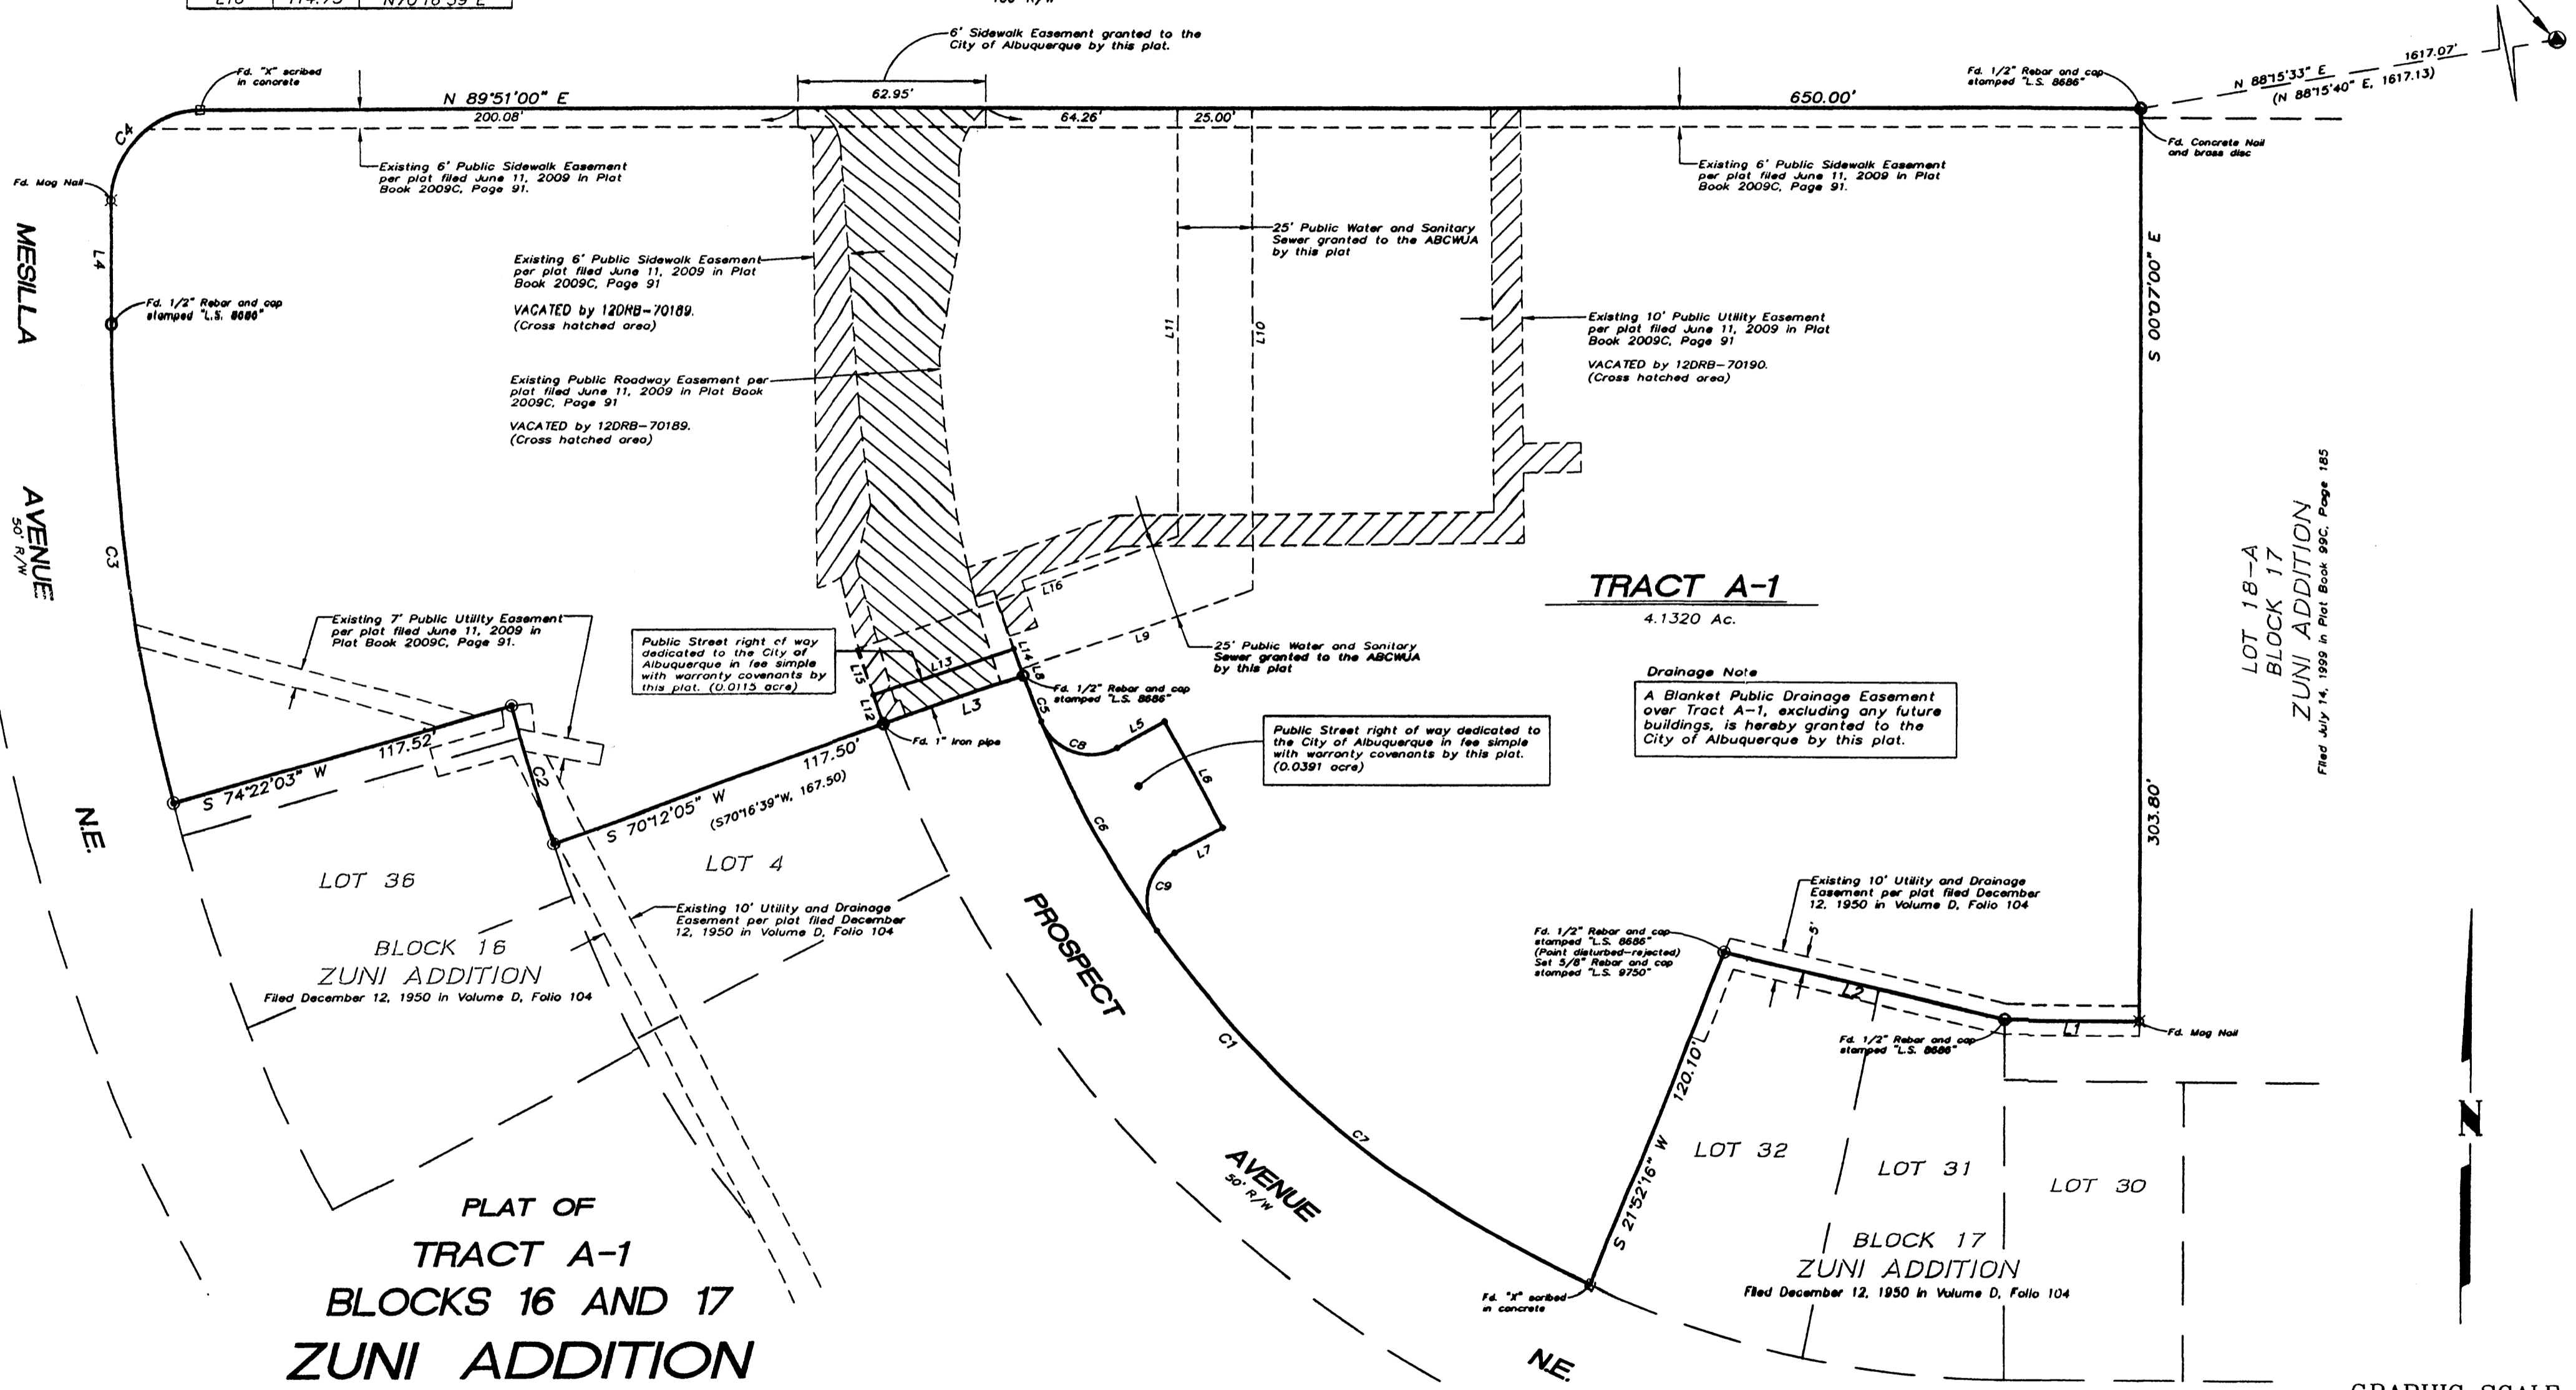 L16 114.75' N70°16'39"E
100' R/W
6' Sidewalk Easement granted to the
City of Albuquerque by this plat.
Fd. "X" scribed
in concrete
N 89°51'00" E
62.95'
650.00'
200.08'
64.26'
25.00'
Fd. 1/2" Rebar and cap
stamped "L.S. 8686"
N 88°15'33" E
1617.07'
(N 88°15'40" E, 1617.13)
Fd. Concrete Nail
and brass disc
C4
Fd. Mag Nail
L4
Existing 6' Public Sidewalk Easement
per plat filed June 11, 2009 in Plat
Book 2009C, Page 91.
Existing 6' Public Sidewalk Easement
per plat filed June 11, 2009 in Plat
Book 2009C, Page 91.
MESILLA
AVENUE
50' R/W
N.E.
Fd. 1/2" Rebar and cap
stamped "L.S. 8686"
C3
Existing 6' Public Sidewalk Easement
per plat filed June 11, 2009 in Plat
Book 2009C, Page 91
VACATED by 12DRB-70189.
(Cross hatched area)
Existing Public Roadway Easement per
plat filed June 11, 2009 in Plat Book
2009C, Page 91
VACATED by 12DRB-70189.
(Cross hatched area)
25' Public Water and Sanitary
Sewer granted to the ABCWUA
by this plat
L11
L10
Existing 10' Public Utility Easement
per plat filed June 11, 2009 in Plat
Book 2009C, Page 91
VACATED by 12DRB-70190.
(Cross hatched area)
S 00°07'00" E
303.80'
LOT 18-A
BLOCK 17
ZUNI ADDITION
Filed July 14, 1999 in Plat Book 99C, Page 185
TRACT A-1
4.1320 Ac.
Existing 7' Public Utility Easement
per plat filed June 11, 2009 in
Plat Book 2009C, Page 91.
Public Street right of way
dedicated to the City of
Albuquerque in fee simple
with warranty covenants by
this plat. (0.0115 acre)
L16
L9
L13
L14
L15
L8
L12
L3
25' Public Water and Sanitary
Sewer granted to the ABCWUA
by this plat
Fd. 1/2" Rebar and cap
stamped "L.S. 8686"
Fd. 1" Iron pipe
C5
C8
L5
L6
L7
C6
C9
Drainage Note
A Blanket Public Drainage Easement
over Tract A-1, excluding any future
buildings, is hereby granted to the
City of Albuquerque by this plat.
Public Street right of way dedicated to
the City of Albuquerque in fee simple
with warranty covenants by this plat.
(0.0391 acre)
S 74°22'03" W
117.52'
C2
S 70°12'05" W
117.50'
(S70°16'39"W, 167.50)
LOT 36
LOT 4
BLOCK 16
ZUNI ADDITION
Filed December 12, 1950 in Volume D, Folio 104
Existing 10' Utility and Drainage
Easement per plat filed December
12, 1950 in Volume D, Folio 104
PROSPECT
AVENUE
50' R/W
N.E.
C1
C7
Existing 10' Utility and Drainage
Easement per plat filed December
12, 1950 in Volume D, Folio 104
5'
Fd. 1/2" Rebar and cap
stamped "L.S. 8686"
(Point disturbed-rejected)
Set 5/8" Rebar and cap
stamped "L.S. 9750"
L2
L1
Fd. Mag Nail
Fd. 1/2" Rebar and cap
stamped "L.S. 8686"
120.10'
S 21°52'16" W
LOT 32
LOT 31
LOT 30
BLOCK 17
ZUNI ADDITION
Filed December 12, 1950 in Volume D, Folio 104
Fd. "X" scribed
in concrete
N
PLAT OF
TRACT A-1
BLOCKS 16 AND 17
ZUNI ADDITION
GRAPHIC SCALE